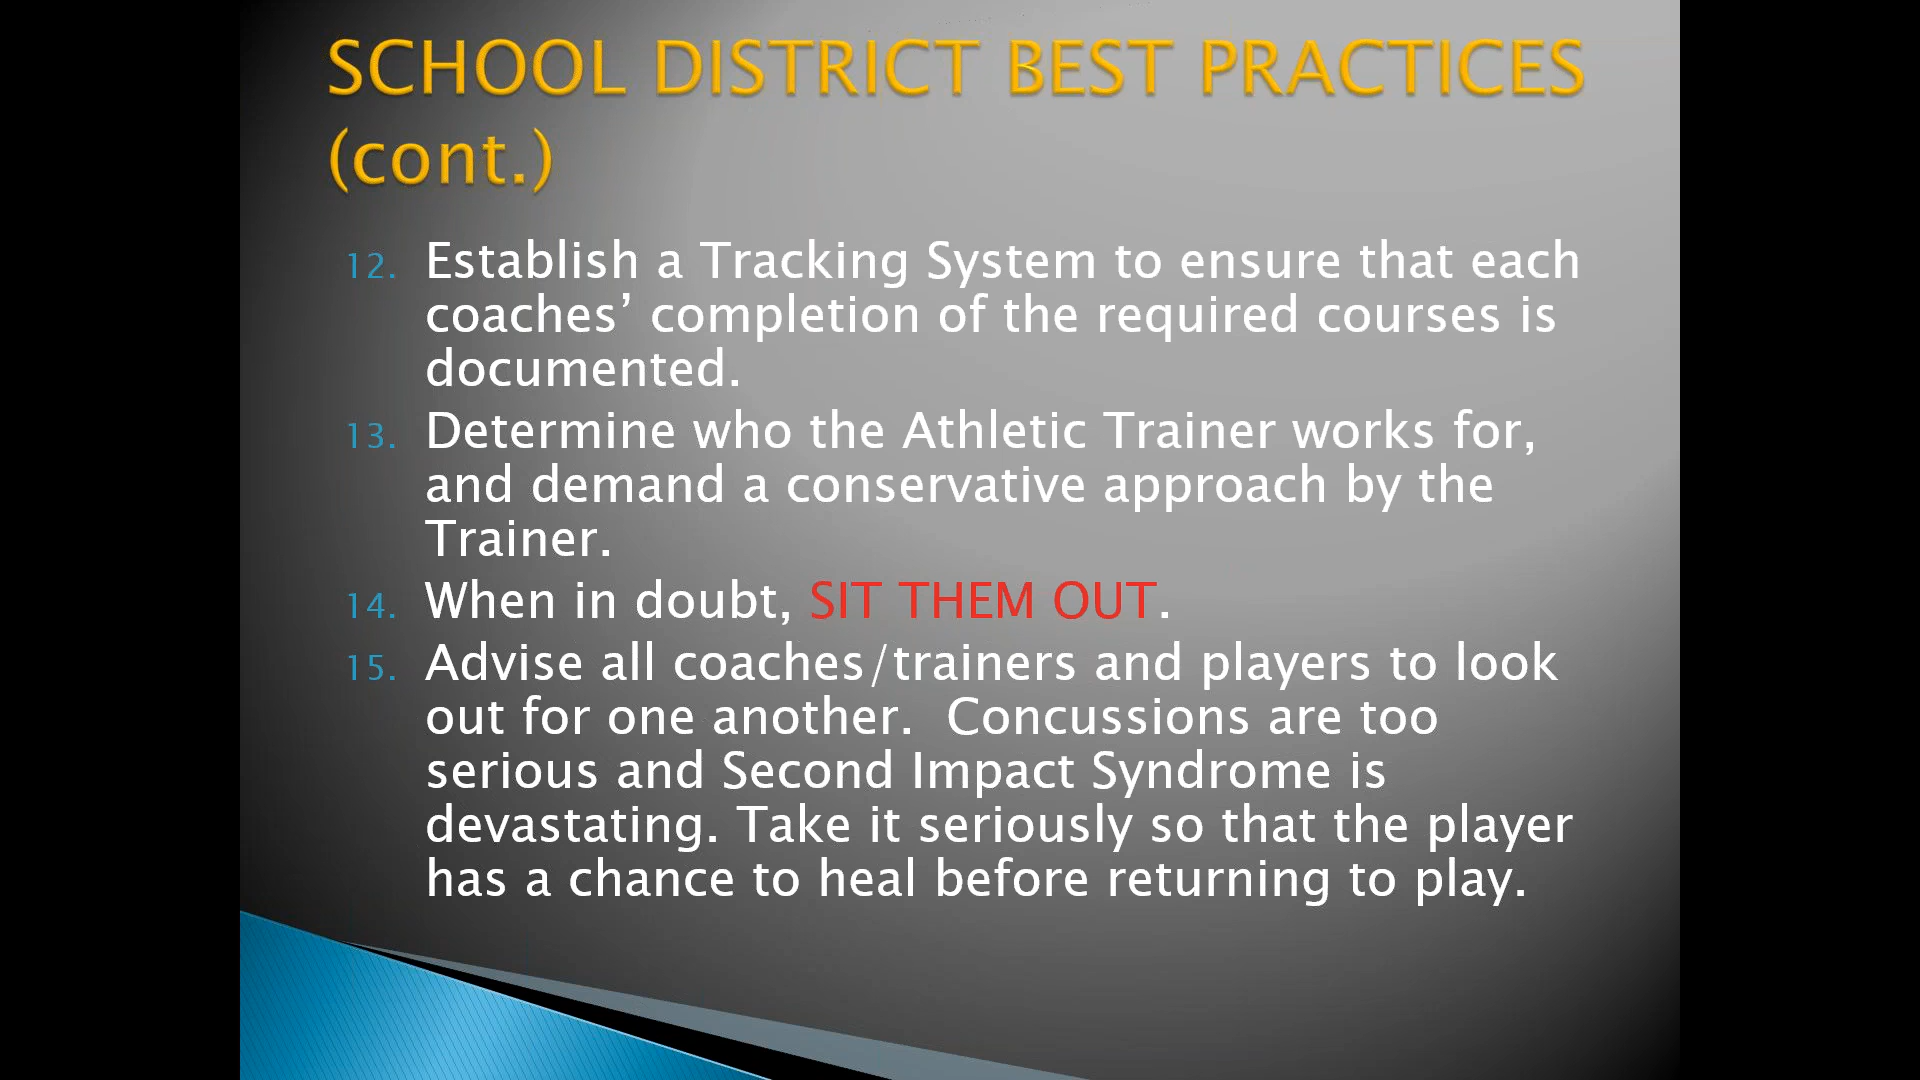 SCHOOL DISTRICT BEST PRACTICES
(cont.)
12. Establish a Tracking System to ensure that each
coaches’ completion of the required courses is
documented.
13. Determine who the Athletic Trainer works for,
and demand a conservative approach by the
Trainer.
14. When in doubt, SIT THEM OUT.
15. Advise all coaches/trainers and players to look
out for one another.  Concussions are too
serious and Second Impact Syndrome is
devastating. Take it seriously so that the player
has a chance to heal before returning to play.